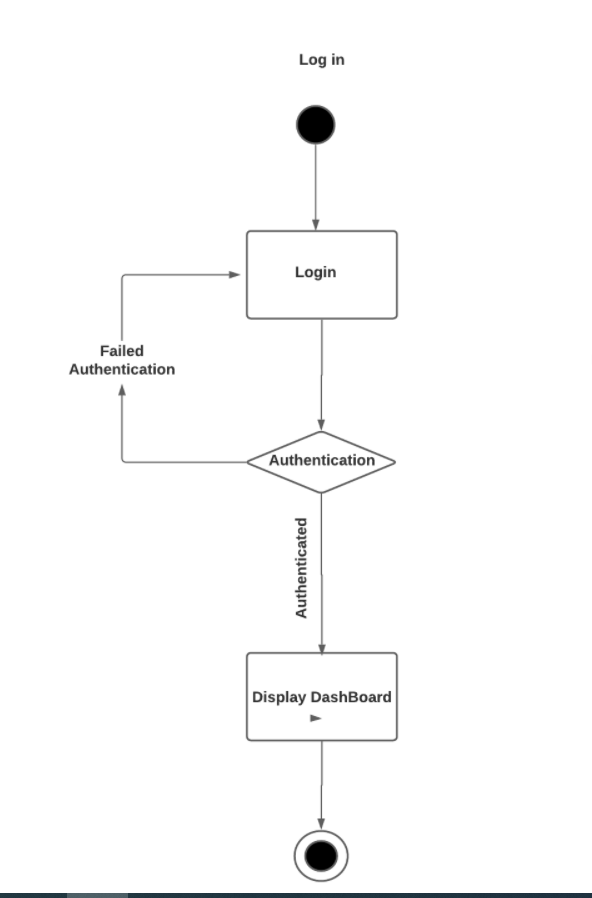 Log in
Login
Failed
Authentication
Authentication
Authenticated
Display DashBoard